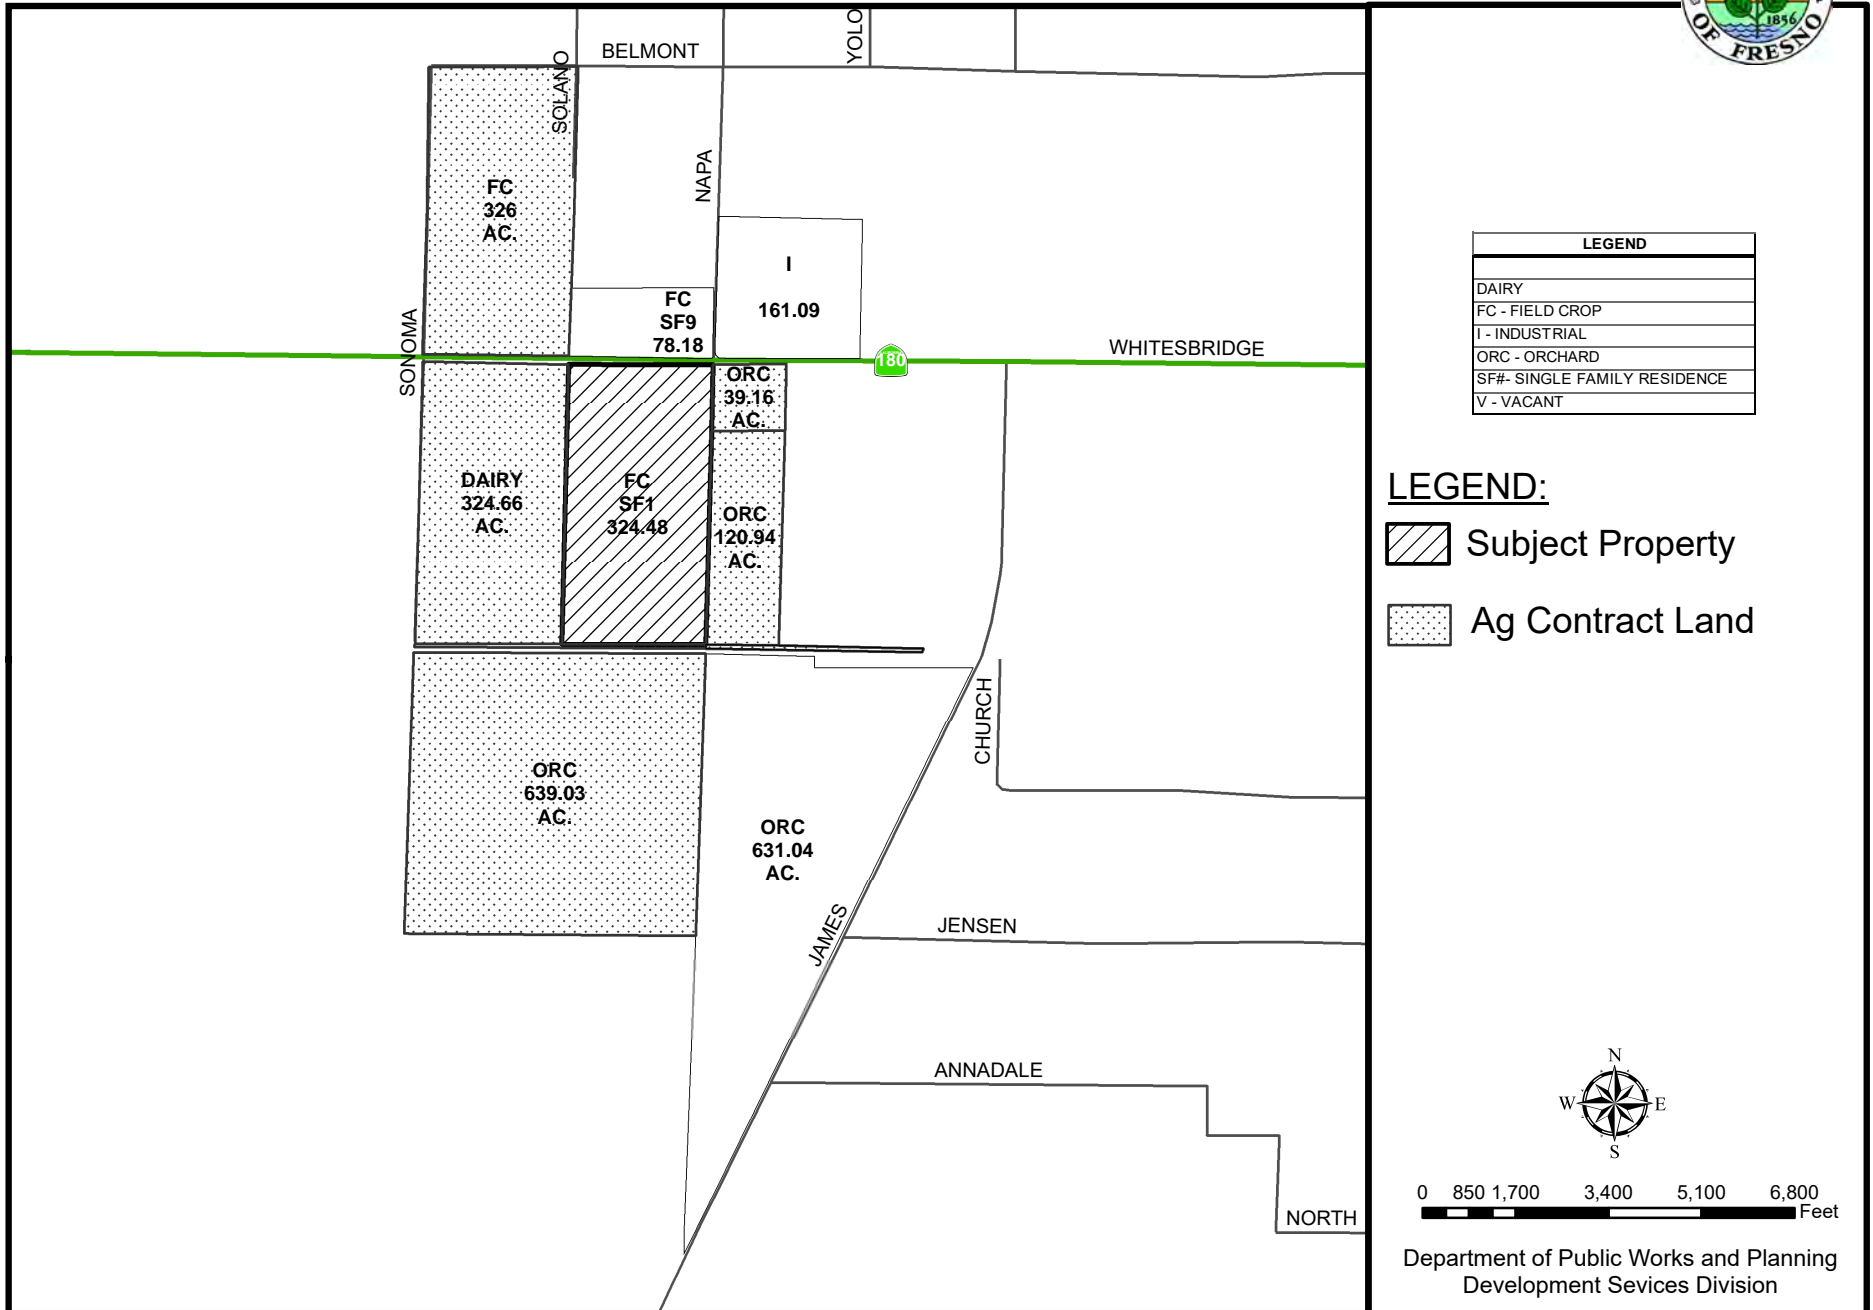 BELMONT
YOLO
SOLANO
NAPA
FC
326
AC.
I
161.09
FC
SF9
78.18
SONOMA
WHITESBRIDGE
180
ORC
39.16
AC.
DAIRY
324.66
AC.
FC
SF1
324.48
ORC
120.94
AC.
CHURCH
ORC
639.03
AC.
ORC
631.04
AC.
JAMES
JENSEN
ANNADALE
NORTH
1856
OF FRESNO
LEGEND
DAIRY
FC - FIELD CROP
I - INDUSTRIAL
ORC - ORCHARD
SF#- SINGLE FAMILY RESIDENCE
V - VACANT
LEGEND:
Subject Property
Ag Contract Land
N
W E
S
0 850 1,700 3,400 5,100 6,800
Feet
Department of Public Works and Planning
Development Sevices Division